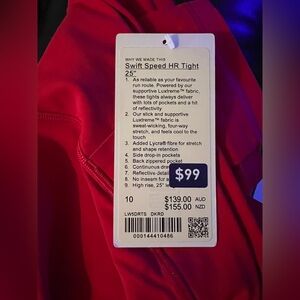 WHY WE MADE THIS
Swift Speed HR Tight
25"
1. As reliable as your favourite
run route. Powered by our
supportive Luxtreme™ fabric,
these tights always deliver
with lots of pockets and a hit
of reflectivity
2. Our slick and supportive
Luxtreme™ fabric is
sweat-wicking, four-way
stretch, and feels cool to the
touch
3. Added Lycra® fibre for stretch
and shape retention
4. Side drop-in pockets
5. Back zippered pocket
6. Continuous
7. Reflective
8. No inseam for
9. High rise, 25"
$99
10
$139.00 AUD
$155.00 NZD
LW5DRTS DKRD
000144410486